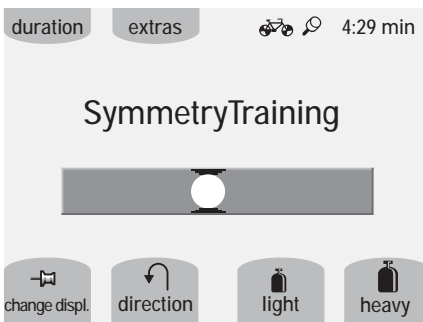 duration extras 4:29 min
SymmetryTraining
change displ. direction light heavy